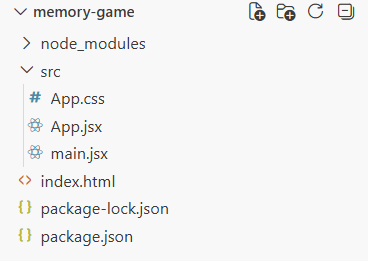 memory-game
node_modules
src
App.css
App.jsx
main.jsx
index.html
package-lock.json
package.json